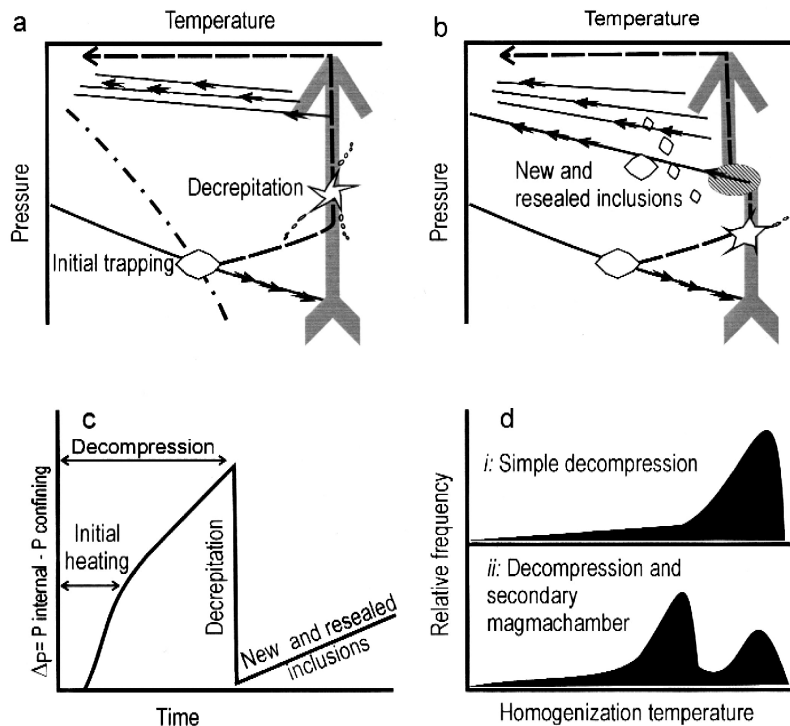 a
Temperature
Pressure
Decrepitation
Initial trapping
b
Temperature
Pressure
New and
resealed inclusions
c
Decompression
Initial
heating
Decrepitation
New and resealed
inclusions
Δp= P internal - P confining
Time
d
i: Simple decompression
ii: Decompression and
secondary
magmachamber
Relative frequency
Homogenization temperature